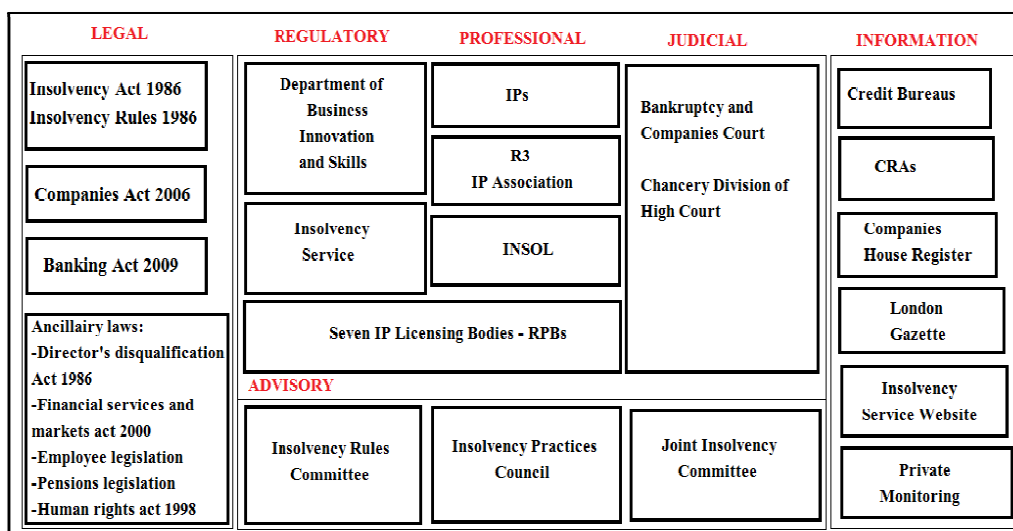 LEGAL
Insolvency Act 1986
Insolvency Rules 1986
Companies Act 2006
Banking Act 2009
Ancillairy laws:
-Director's disqualification
Act 1986
-Financial services and
markets act 2000
-Employee legislation
-Pensions legislation
-Human rights act 1998
REGULATORY
Department of
Business
Innovation
and Skills
Insolvency
Service
PROFESSIONAL
IPs
R3
IP Association
INSOL
Seven IP Licensing Bodies - RPBs
JUDICIAL
Bankruptcy and
Companies Court
Chancery Division of
High Court
ADVISORY
Insolvency Rules
Committee
Insolvency Practices
Council
Joint Insolvency
Committee
INFORMATION
Credit Bureaus
CRAs
Companies
House Register
London
Gazette
Insolvency
Service Website
Private
Monitoring